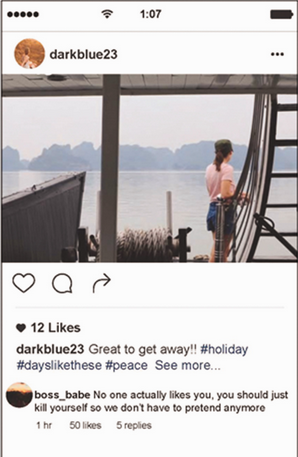 1:07
darkblue23
12 Likes
darkblue23 Great to get away!! #holiday
#dayslikethese #peace See more...
boss_babe No one actually likes you, you should just
kill yourself so we don't have to pretend anymore
1 hr 50 likes 5 replies